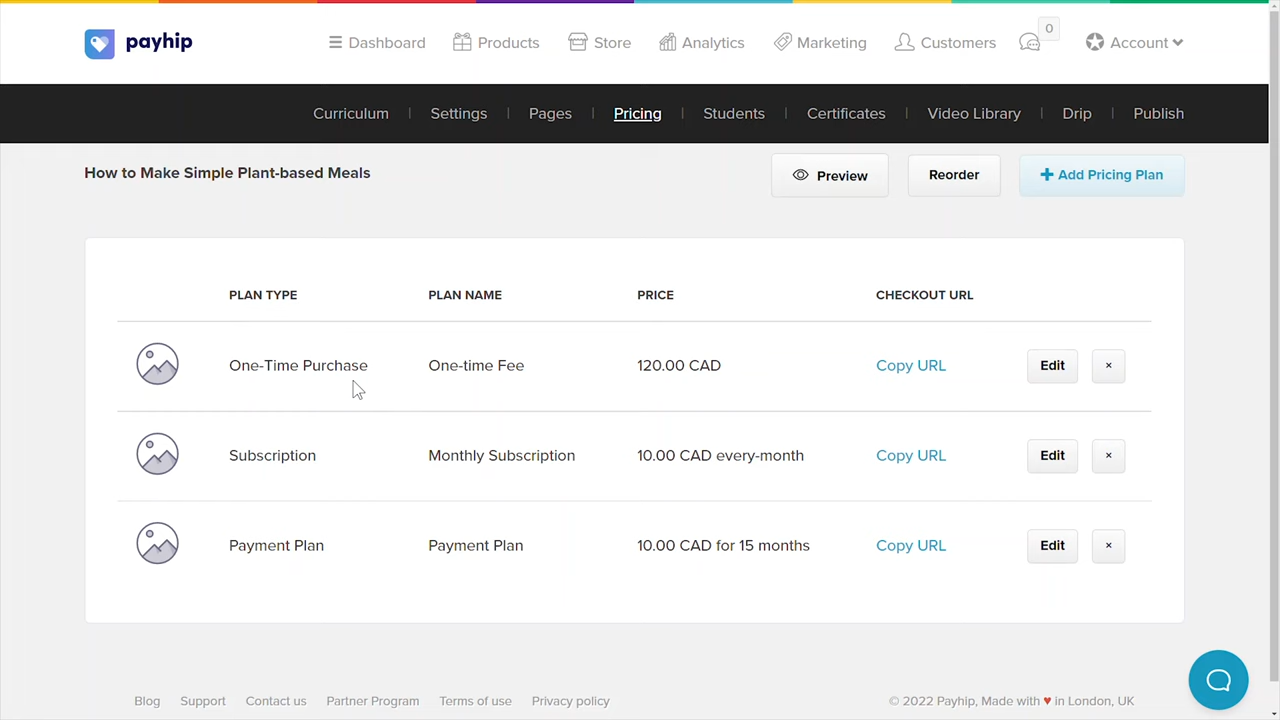 payhip Dashboard Products Store Analytics Marketing Customers 0 Account
Curriculum | Settings | Pages | Pricing | Students | Certificates | Video Library | Drip | Publish
How to Make Simple Plant-based Meals Preview Reorder + Add Pricing Plan
PLAN TYPE PLAN NAME PRICE CHECKOUT URL
One-Time Purchase One-time Fee 120.00 CAD Copy URL Edit ×
Subscription Monthly Subscription 10.00 CAD every-month Copy URL Edit ×
Payment Plan Payment Plan 10.00 CAD for 15 months Copy URL Edit ×
Blog Support Contact us Partner Program Terms of use Privacy policy © 2022 Payhip, Made with ♥ in London, UK